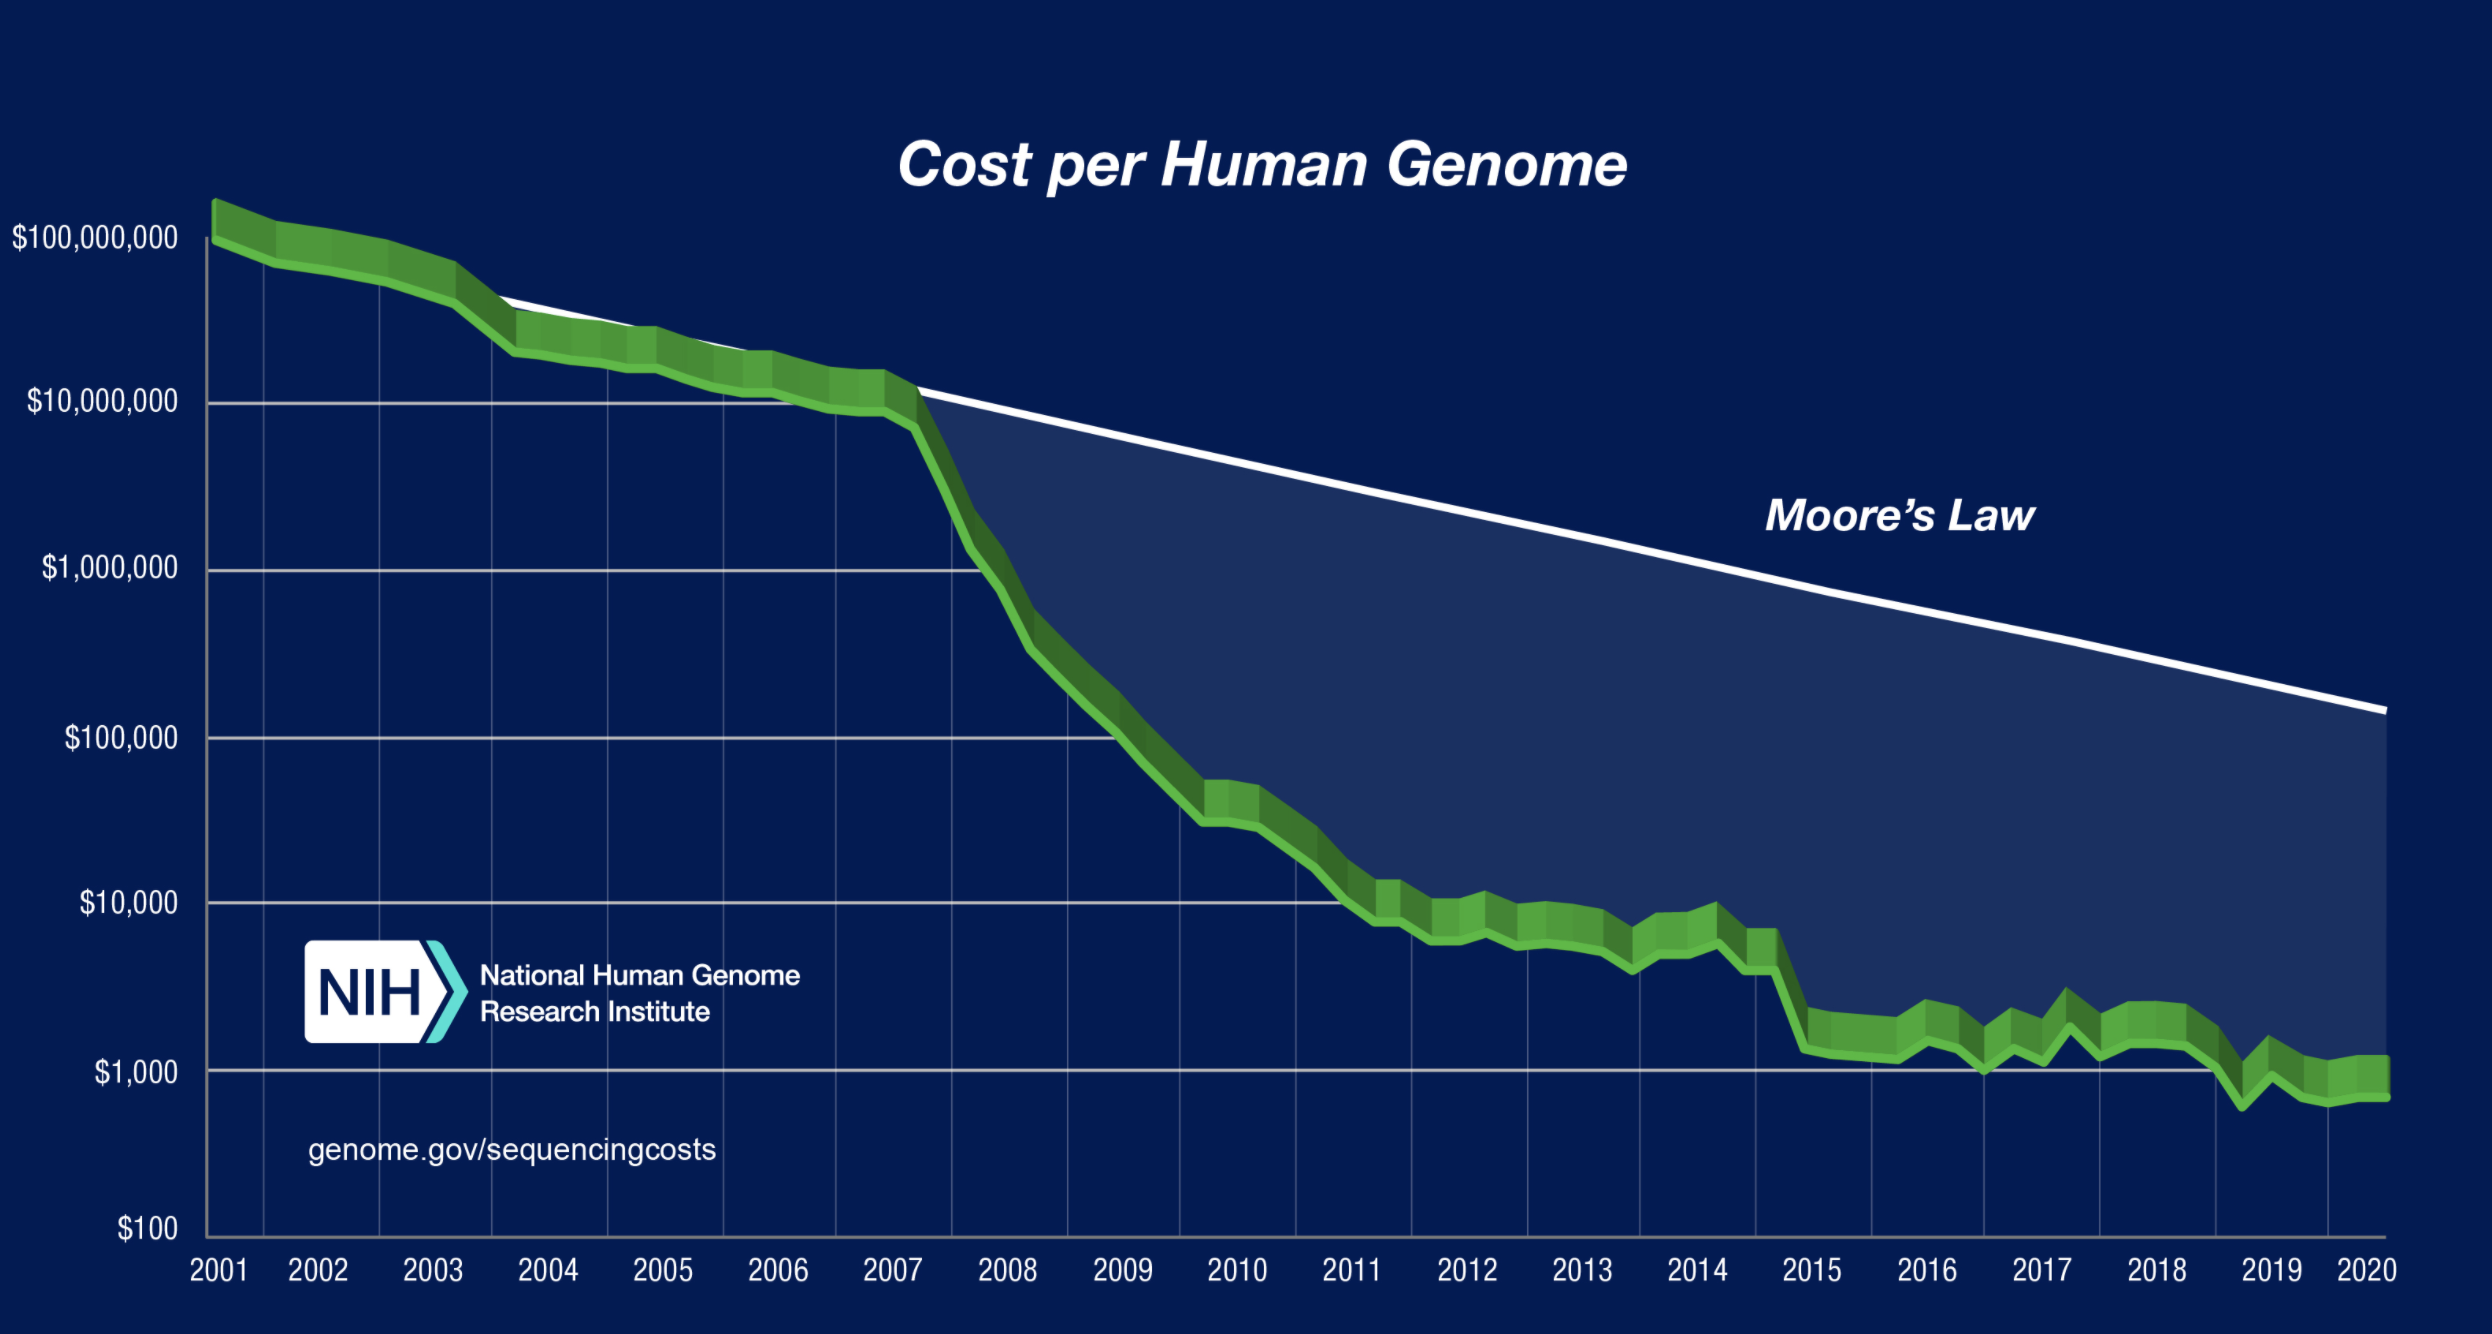 Cost per Human Genome
$100,000,000
$10,000,000
$1,000,000
$100,000
$10,000
$1,000
$100
Moore’s Law
NIH
National Human Genome
Research Institute
genome.gov/sequencingcosts
2001 2002 2003 2004 2005 2006 2007 2008 2009 2010 2011 2012 2013 2014 2015 2016 2017 2018 2019 2020